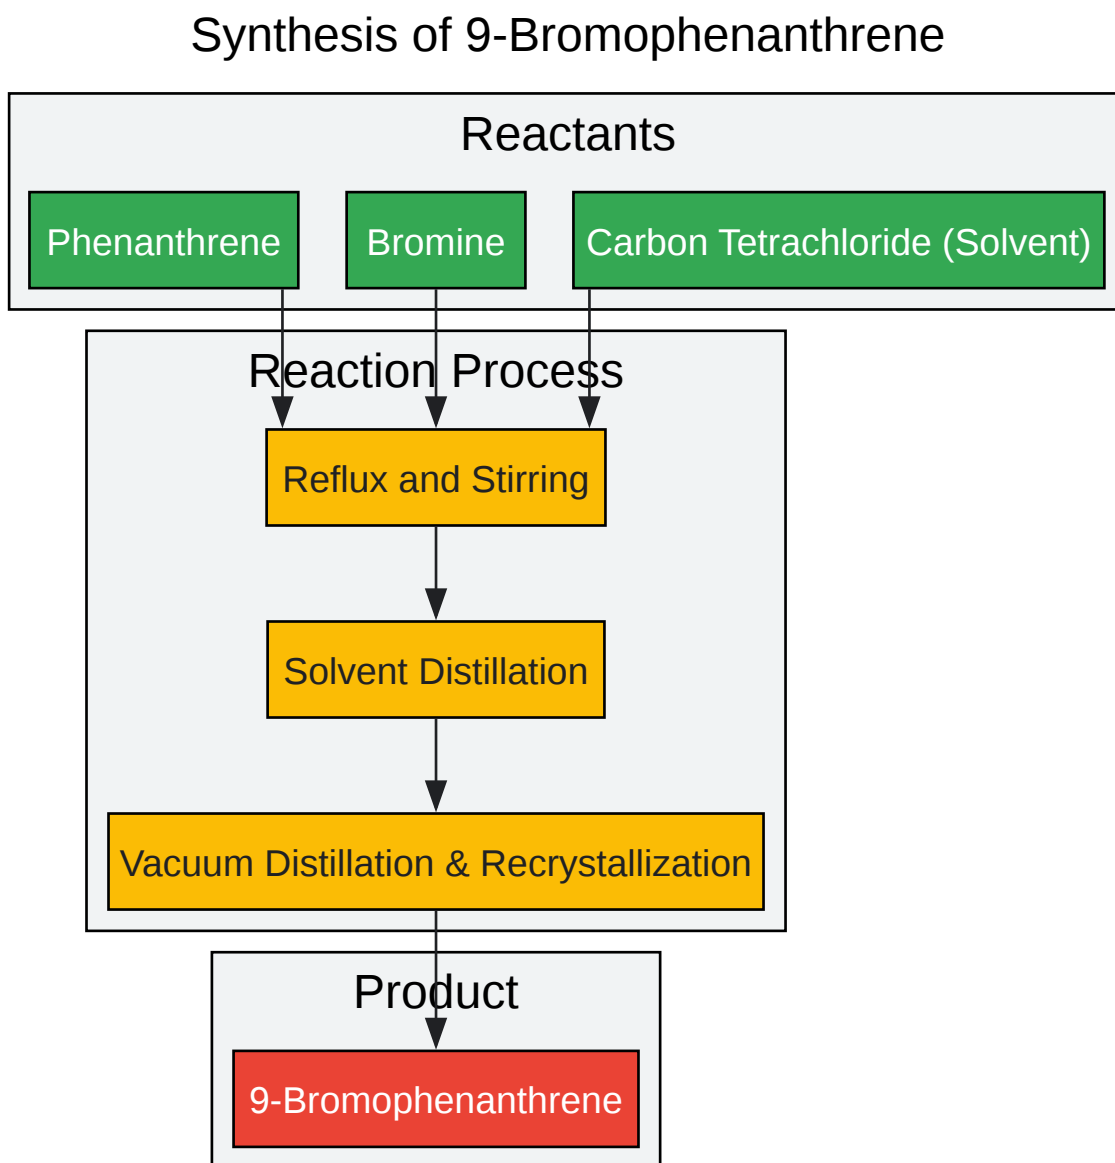 Synthesis of 9-Bromophenanthrene
Reactants
Phenanthrene
Bromine
Carbon Tetrachloride (Solvent)
Reaction Process
Reflux and Stirring
Solvent Distillation
Vacuum Distillation & Recrystallization
Product
9-Bromophenanthrene